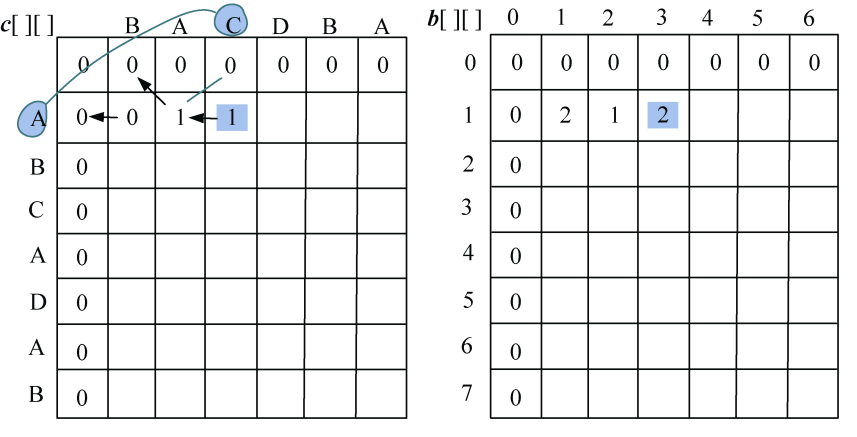 c[ ][ ] B A C D B A
0 0 0 0 0 0 0
A 0 0 1 1
B 0
C 0
A 0
D 0
A 0
B 0
b[ ][ ] 0 1 2 3 4 5 6
0 0 0 0 0 0 0 0
1 0 2 1 2
2 0
3 0
4 0
5 0
6 0
7 0